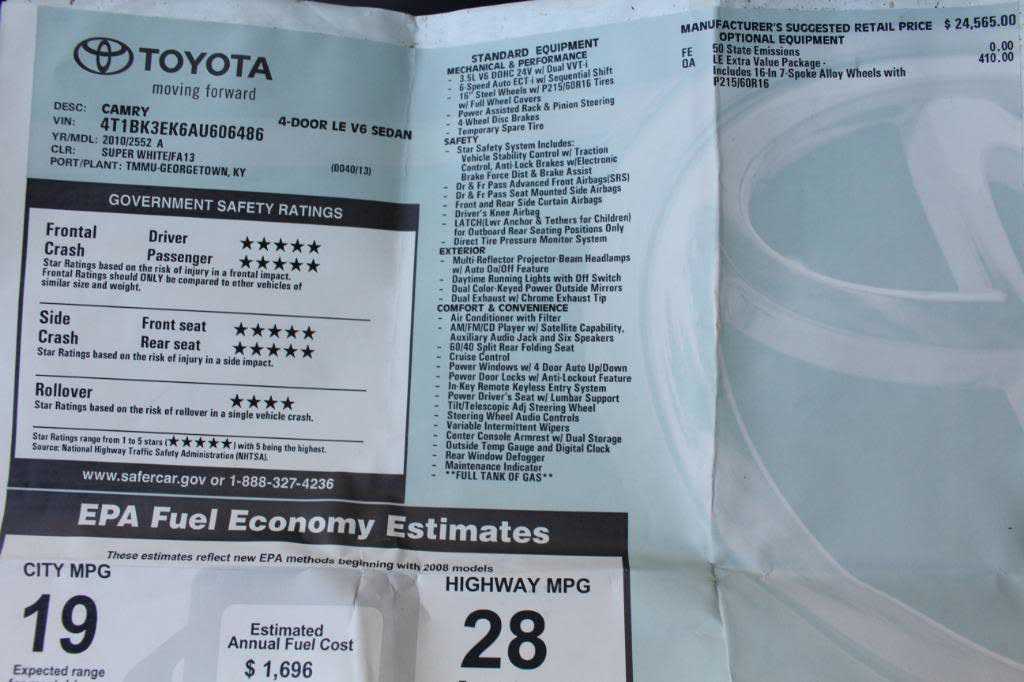 TOYOTA
moving forward
DESC: CAMRY 4-DOOR LE V6 SEDAN
VIN: 4T1BK3EK6AU606486
YR/MDL: 2010/2552 A
CLR: SUPER WHITE/FA13
PORT/PLANT: TMMU-GEORGETOWN, KY (0040/13)
GOVERNMENT SAFETY RATINGS
Frontal Crash Driver ★★★★★
Passenger ★★★★★
Star Ratings based on the risk of injury in a frontal impact.
Frontal Ratings should ONLY be compared to other vehicles of
similar size and weight.
Side Crash Front seat ★★★★★
Rear seat ★★★★★
Star Ratings based on the risk of injury in a side impact.
Rollover ★★★★
Star Ratings based on the risk of rollover in a single vehicle crash.
Star Ratings range from 1 to 5 stars (★★★★★) with 5 being the highest.
Source: National Highway Traffic Safety Administration (NHTSA).
www.safercar.gov or 1-888-327-4236
STANDARD EQUIPMENT
MECHANICAL & PERFORMANCE
- 3.5L V6 DOHC 24V w/ Dual VVT-i
- 6-Speed Auto ECT-i w/ Sequential Shift
- 16" Steel Wheels w/ P215/60R16 Tires
w/ Full Wheel Covers
- Power Assisted Rack & Pinion Steering
- 4-Wheel Disc Brakes
- Temporary Spare Tire
SAFETY
- Star Safety System Includes:
Vehicle Stability Control w/ Traction
Control, Anti-Lock Brakes w/Electronic
Brake Force Dist & Brake Assist
- Dr & Fr Pass Advanced Front Airbags(SRS)
- Dr & Fr Pass Seat Mounted Side Airbags
- Front and Rear Side Curtain Airbags
- Driver's Knee Airbag
- LATCH(Lwr Anchor & Tethers for Children)
for Outboard Rear Seating Positions Only
- Direct Tire Pressure Monitor System
EXTERIOR
- Multi-Reflector Projector-Beam Headlamps
w/ Auto On/Off Feature
- Daytime Running Lights with Off Switch
- Dual Color-Keyed Power Outside Mirrors
- Dual Exhaust w/ Chrome Exhaust Tip
COMFORT & CONVENIENCE
- Air Conditioner with Filter
- AM/FM/CD Player w/ Satellite Capability,
Auxiliary Audio Jack and Six Speakers
- 60/40 Split Rear Folding Seat
- Cruise Control
- Power Windows w/ 4 Door Auto Up/Down
- Power Door Locks w/ Anti-Lockout Feature
- In-Key Remote Keyless Entry System
- Power Driver's Seat w/ Lumbar Support
- Tilt/Telescopic Adj Steering Wheel
- Steering Wheel Audio Controls
- Variable Intermittent Wipers
- Center Console Armrest w/ Dual Storage
- Outside Temp Gauge and Digital Clock
- Rear Window Defogger
- Maintenance Indicator
- **FULL TANK OF GAS**
MANUFACTURER'S SUGGESTED RETAIL PRICE $ 24,565.00
OPTIONAL EQUIPMENT
FE 50 State Emissions 0.00
QA LE Extra Value Package - 410.00
Includes 16-In 7-Spoke Alloy Wheels with
P215/60R16
EPA Fuel Economy Estimates
These estimates reflect new EPA methods beginning with 2008 models
CITY MPG
19
Expected range
Estimated
Annual Fuel Cost
$ 1,696
HIGHWAY MPG
28